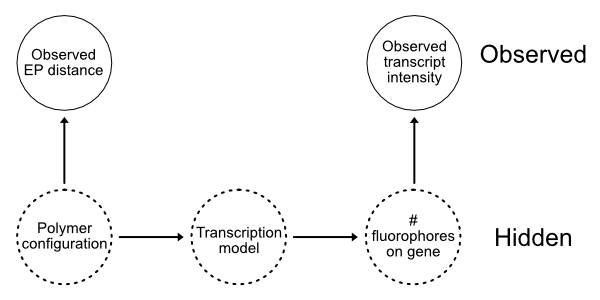 Observed
EP distance
Observed
transcript
intensity
Observed
Polymer
configuration
Transcription
model
#
fluorophores
on gene
Hidden